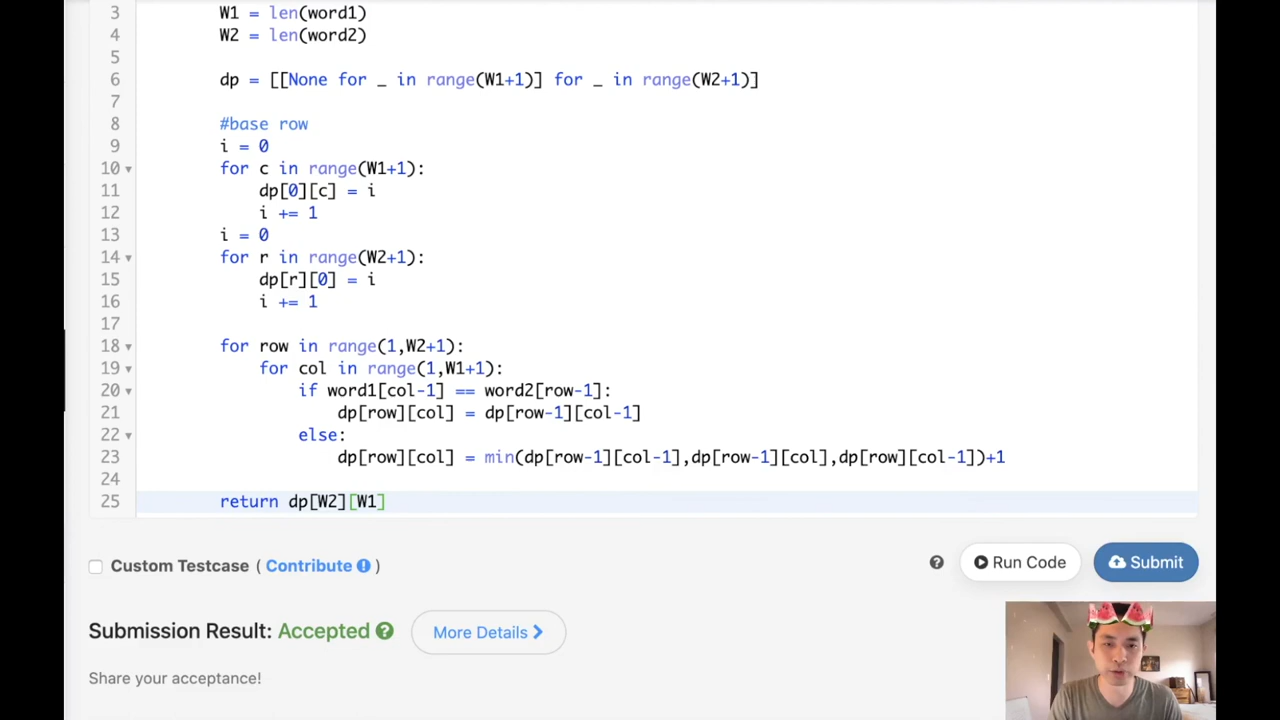 3 W1 = len(word1)
4 W2 = len(word2)
5
6 dp = [[None for _ in range(W1+1)] for _ in range(W2+1)]
7
8 #base row
9 i = 0
10 for c in range(W1+1):
11 dp[0][c] = i
12 i += 1
13 i = 0
14 for r in range(W2+1):
15 dp[r][0] = i
16 i += 1
17
18 for row in range(1,W2+1):
19 for col in range(1,W1+1):
20 if word1[col-1] == word2[row-1]:
21 dp[row][col] = dp[row-1][col-1]
22 else:
23 dp[row][col] = min(dp[row-1][col-1],dp[row-1][col],dp[row][col-1])+1
24
25 return dp[W2][W1]
Custom Testcase ( Contribute ) ? Run Code Submit
Submission Result: Accepted ? More Details
Share your acceptance!